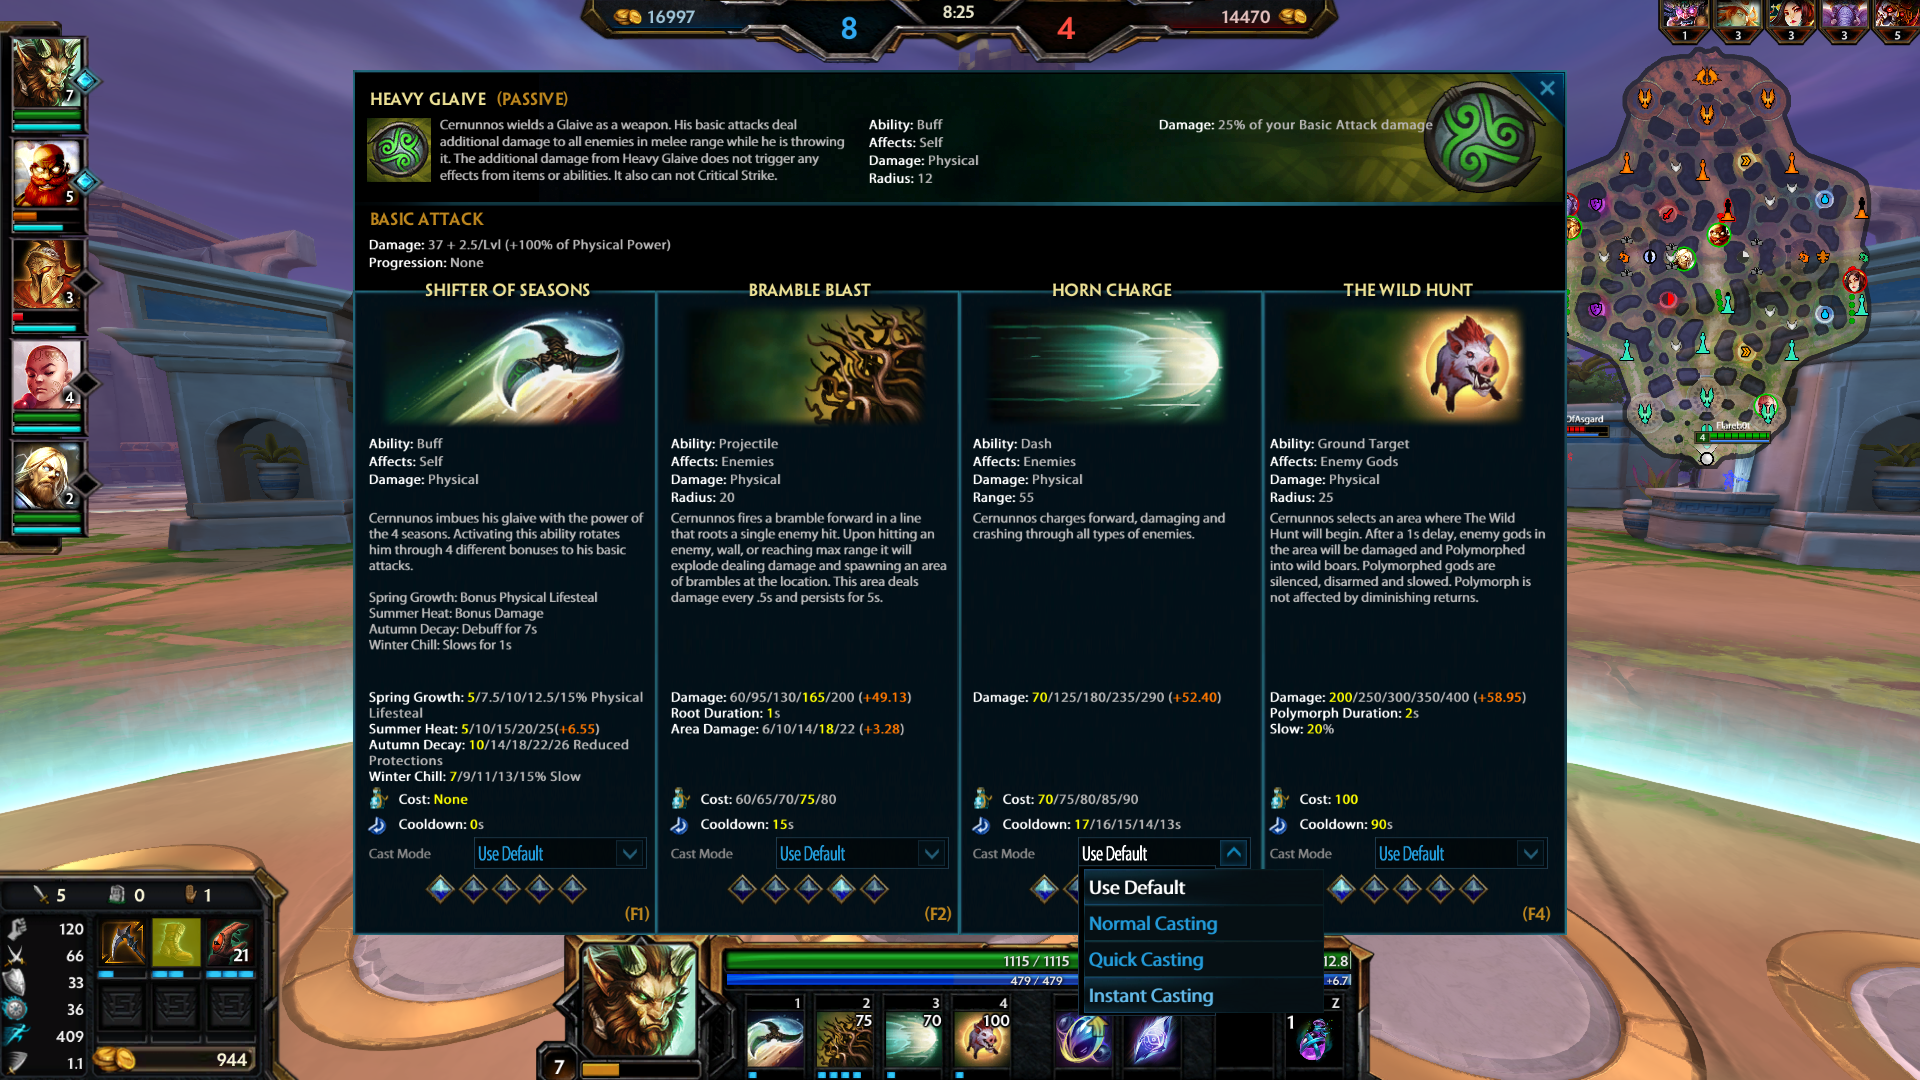 16997
8
8:25
4
14470
1
3
3
3
5
7
5
3
4
2
HEAVY GLAIVE (PASSIVE)
Cernunnos wields a Glaive as a weapon. His basic attacks deal
additional damage to all enemies in melee range while he is throwing
it. The additional damage from Heavy Glaive does not trigger any
effects from items or abilities. It also can not Critical Strike.
Ability: Buff
Affects: Self
Damage: Physical
Radius: 12
Damage: 25% of your Basic Attack damage
BASIC ATTACK
Damage: 37 + 2.5/Lvl (+100% of Physical Power)
Progression: None
SHIFTER OF SEASONS
Ability: Buff
Affects: Self
Damage: Physical
Cernunnos imbues his glaive with the power of
the 4 seasons. Activating this ability rotates
him through 4 different bonuses to his basic
attacks.
Spring Growth: Bonus Physical Lifesteal
Summer Heat: Bonus Damage
Autumn Decay: Debuff for 7s
Winter Chill: Slows for 1s
Spring Growth: 5/7.5/10/12.5/15% Physical
Lifesteal
Summer Heat: 5/10/15/20/25(+6.55)
Autumn Decay: 10/14/18/22/26 Reduced
Protections
Winter Chill: 7/9/11/13/15% Slow
Cost: None
Cooldown: 0s
Cast Mode Use Default
(F1)
BRAMBLE BLAST
Ability: Projectile
Affects: Enemies
Damage: Physical
Radius: 20
Cernunnos fires a bramble forward in a line
that roots a single enemy hit. Upon hitting an
enemy, wall, or reaching max range it will
explode dealing damage and spawning an area
of brambles at the location. This area deals
damage every .5s and persists for 5s.
Damage: 60/95/130/165/200 (+49.13)
Root Duration: 1s
Area Damage: 6/10/14/18/22 (+3.28)
Cost: 60/65/70/75/80
Cooldown: 15s
Cast Mode Use Default
(F2)
HORN CHARGE
Ability: Dash
Affects: Enemies
Damage: Physical
Range: 55
Cernunnos charges forward, damaging and
crashing through all types of enemies.
Damage: 70/125/180/235/290 (+52.40)
Cost: 70/75/80/85/90
Cooldown: 17/16/15/14/13s
Cast Mode Use Default
Use Default
Normal Casting
Quick Casting
Instant Casting
THE WILD HUNT
Ability: Ground Target
Affects: Enemy Gods
Damage: Physical
Radius: 25
Cernunnos selects an area where The Wild
Hunt will begin. After a 1s delay, enemy gods in
the area will be damaged and Polymorphed
into wild boars. Polymorphed gods are
silenced, disarmed and slowed. Polymorph is
not affected by diminishing returns.
Damage: 200/250/300/350/400 (+58.95)
Polymorph Duration: 2s
Slow: 20%
Cost: 100
Cooldown: 90s
Cast Mode Use Default
(F4)
OfAsgard
4
5
0
1
120
66
33
36
409
1.1
21
944
7
1115 / 1115
12.8
479 / 479
+6.7
1
2
75
3
70
4
100
Z
1